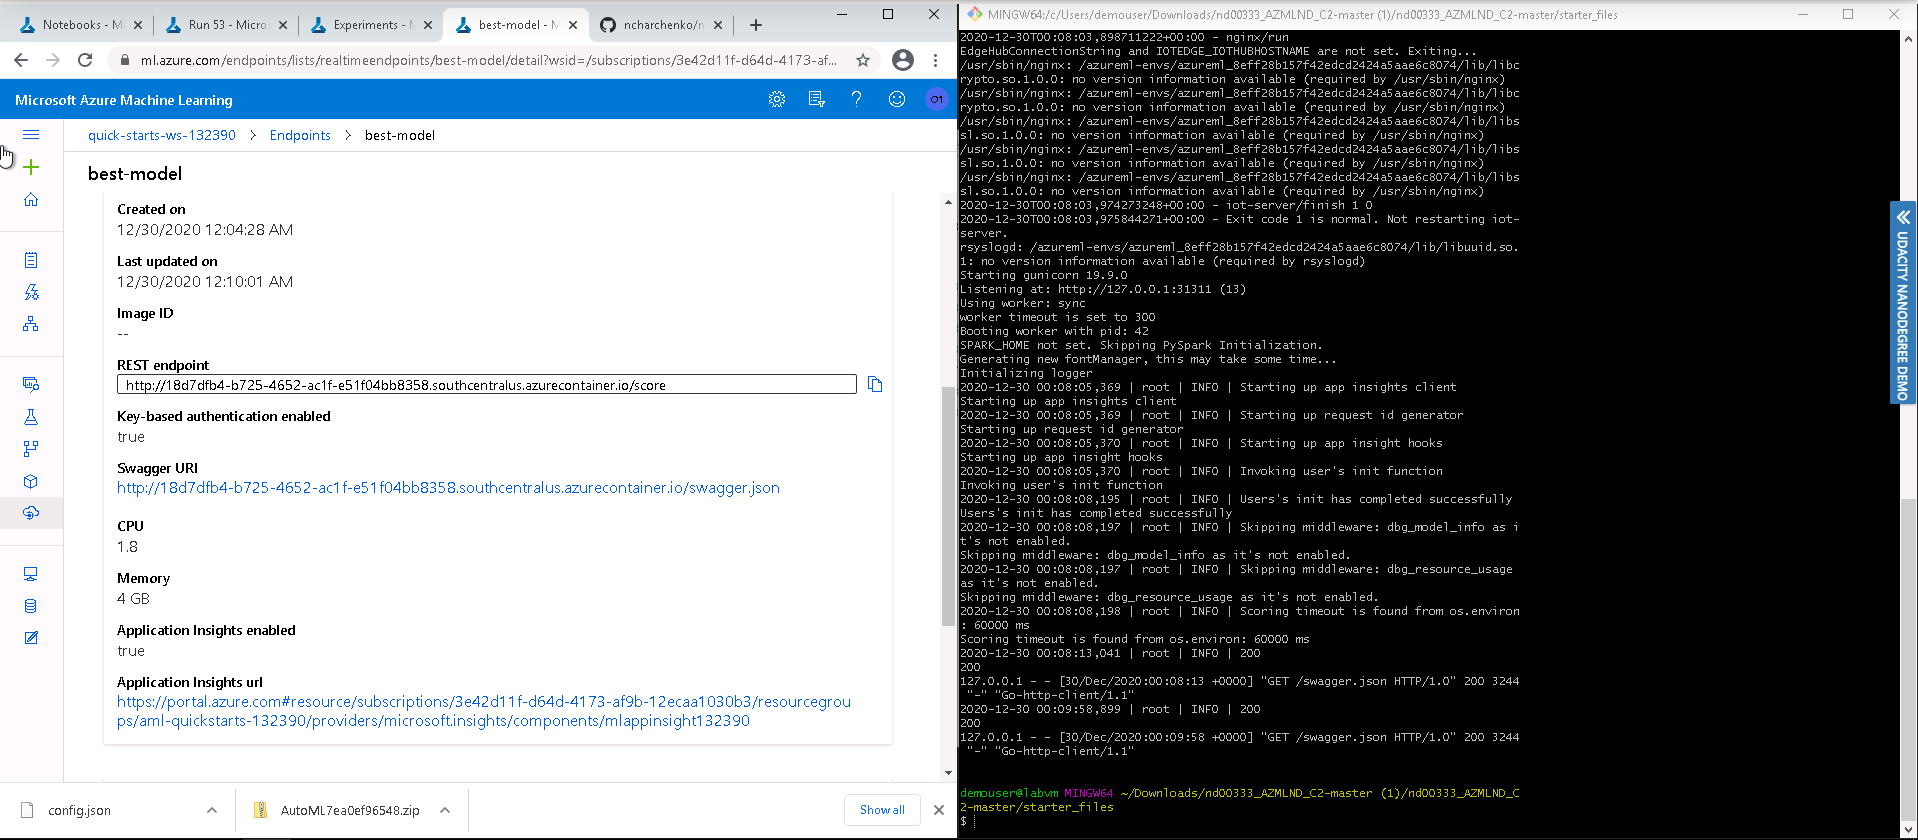 Notebooks - Mi
Run 53 - Micros
Experiments - M
best-model - M
ncharchenko/n
ml.azure.com/endpoints/lists/realtimeendpoints/best-model/detail?wsid=/subscriptions/3e42d11f-d64d-4173-af...
Microsoft Azure Machine Learning
O1
quick-starts-ws-132390 > Endpoints > best-model
best-model
Created on
12/30/2020 12:04:28 AM
Last updated on
12/30/2020 12:10:01 AM
Image ID
--
REST endpoint
http://18d7dfb4-b725-4652-ac1f-e51f04bb8358.southcentralus.azurecontainer.io/score
Key-based authentication enabled
true
Swagger URI
http://18d7dfb4-b725-4652-ac1f-e51f04bb8358.southcentralus.azurecontainer.io/swagger.json
CPU
1.8
Memory
4 GB
Application Insights enabled
true
Application Insights url
https://portal.azure.com#resource/subscriptions/3e42d11f-d64d-4173-af9b-12ecaa1030b3/resourcegrou
ps/aml-quickstarts-132390/providers/microsoft.insights/components/mlappinsight132390
config.json
AutoML7ea0ef96548.zip
Show all
MINGW64:/c/Users/demouser/Downloads/nd00333_AZMLND_C2-master (1)/nd00333_AZMLND_C2-master/starter_files
2020-12-30T00:08:03,898711222+00:00 - nginx/run
EdgeHubConnectionString and IOTEDGE_IOTHUBHOSTNAME are not set. Exiting...
/usr/sbin/nginx: /azureml-envs/azureml_8eff28b157f42edcd2424a5aae6c8074/lib/libc
rypto.so.1.0.0: no version information available (required by /usr/sbin/nginx)
/usr/sbin/nginx: /azureml-envs/azureml_8eff28b157f42edcd2424a5aae6c8074/lib/libc
rypto.so.1.0.0: no version information available (required by /usr/sbin/nginx)
/usr/sbin/nginx: /azureml-envs/azureml_8eff28b157f42edcd2424a5aae6c8074/lib/libs
sl.so.1.0.0: no version information available (required by /usr/sbin/nginx)
/usr/sbin/nginx: /azureml-envs/azureml_8eff28b157f42edcd2424a5aae6c8074/lib/libs
sl.so.1.0.0: no version information available (required by /usr/sbin/nginx)
/usr/sbin/nginx: /azureml-envs/azureml_8eff28b157f42edcd2424a5aae6c8074/lib/libs
sl.so.1.0.0: no version information available (required by /usr/sbin/nginx)
2020-12-30T00:08:03,974273248+00:00 - iot-server/finish 1 0
2020-12-30T00:08:03,975844271+00:00 - Exit code 1 is normal. Not restarting iot-
server.
rsyslogd: /azureml-envs/azureml_8eff28b157f42edcd2424a5aae6c8074/lib/libuuid.so.
1: no version information available (required by rsyslogd)
Starting gunicorn 19.9.0
Listening at: http://127.0.0.1:31311 (13)
Using worker: sync
worker timeout is set to 300
Booting worker with pid: 42
SPARK_HOME not set. Skipping PySpark Initialization.
Generating new fontManager, this may take some time...
Initializing logger
2020-12-30 00:08:05,369 | root | INFO | Starting up app insights client
Starting up app insights client
2020-12-30 00:08:05,369 | root | INFO | Starting up request id generator
Starting up request id generator
2020-12-30 00:08:05,370 | root | INFO | Starting up app insight hooks
Starting up app insight hooks
2020-12-30 00:08:05,370 | root | INFO | Invoking user's init function
Invoking user's init function
2020-12-30 00:08:08,195 | root | INFO | Users's init has completed successfully
Users's init has completed successfully
2020-12-30 00:08:08,197 | root | INFO | Skipping middleware: dbg_model_info as i
t's not enabled.
Skipping middleware: dbg_model_info as it's not enabled.
2020-12-30 00:08:08,197 | root | INFO | Skipping middleware: dbg_resource_usage
as it's not enabled.
Skipping middleware: dbg_resource_usage as it's not enabled.
2020-12-30 00:08:08,198 | root | INFO | Scoring timeout is found from os.environ
: 60000 ms
Scoring timeout is found from os.environ: 60000 ms
2020-12-30 00:08:13,041 | root | INFO | 200
200
127.0.0.1 - - [30/Dec/2020:00:08:13 +0000] "GET /swagger.json HTTP/1.0" 200 3244
"-" "Go-http-client/1.1"
2020-12-30 00:09:58,899 | root | INFO | 200
200
127.0.0.1 - - [30/Dec/2020:00:09:58 +0000] "GET /swagger.json HTTP/1.0" 200 3244
"-" "Go-http-client/1.1"
demouser@labvm MINGW64 ~/Downloads/nd00333_AZMLND_C2-master (1)/nd00333_AZMLND_C
2-master/starter_files
$
UDACITY NANODEGREE DEMO